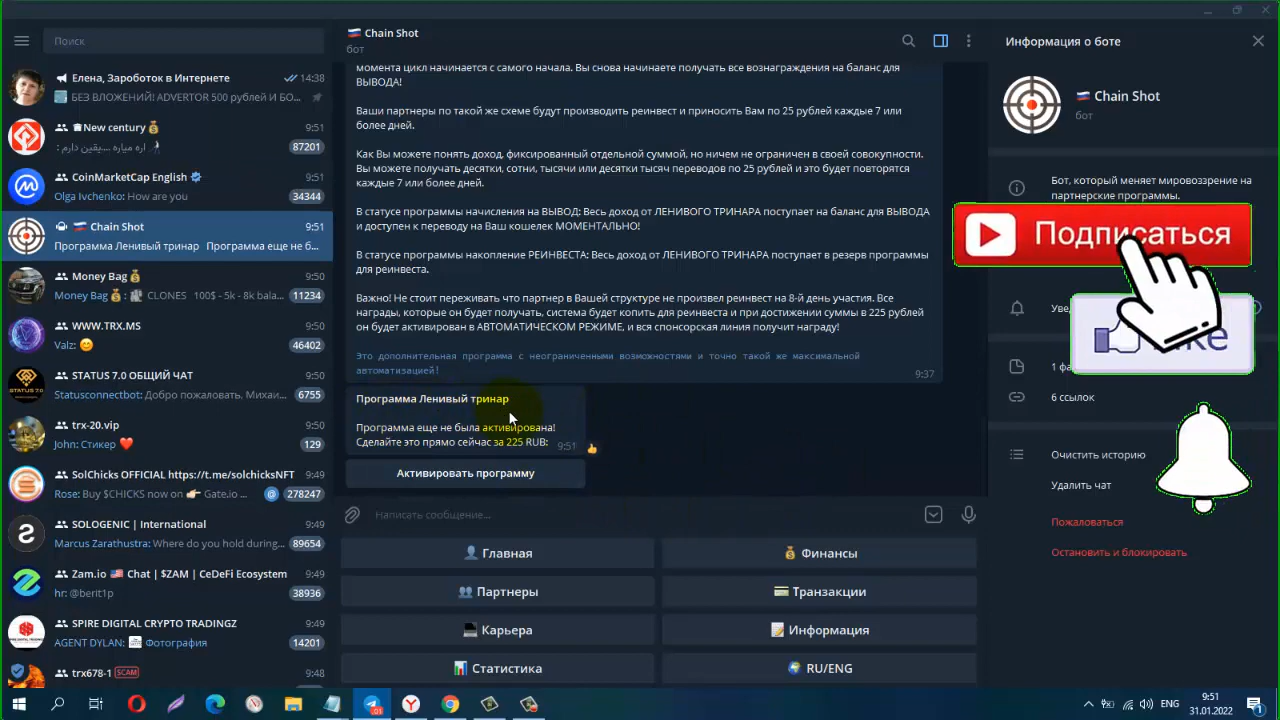 Поиск
Елена, Зароботок в Интернете
14:38
БЕЗ ВЛОЖЕНИЙ! ADVERTOR 500 рублей И БО...
New century
9:51
: اره میاره ....یقین دارم
87201
CoinMarketCap English
9:51
Olga Ivchenko: How are you
34344
Chain Shot
9:51
Программа Ленивый тринар Программа еще не б...
Money Bag
9:50
Money Bag : CLONES 100$ - 5k - 8k bala...
11234
WWW.TRX.MS
9:50
Valz:
46402
STATUS 7.0 ОБЩИЙ ЧАТ
9:50
Statusconnectbot: Добро пожаловать, Михаи...
6755
trx-20.vip
9:50
John: Стикер
129
SolChicks OFFICIAL https://t.me/solchicksNFT
9:50
Rose: Buy $CHICKS now on Gate.io ...
@ 278247
SOLOGENIC | International
9:49
Marcus Zarathustra: Where do you hold during...
89654
Zam.io Chat | $ZAM | CeDeFi Ecosystem
9:49
hr: @berit1p
38936
SPIRE DIGITAL CRYPTO TRADINGZ
9:49
AGENT DYLAN: Фотография
14201
trx678-1 SCAM
9:48
Chain Shot
бот
момента цикл начинается с самого начала. Вы снова начинаете получать все вознаграждения на баланс для
ВЫВОДА!
Ваши партнеры по такой же схеме будут производить реинвест и приносить Вам по 25 рублей каждые 7 или
более дней.
Как Вы можете понять доход, фиксированный отдельной суммой, но ничем не ограничен в своей совокупности.
Вы можете получать десятки, сотни, тысячи или десятки тысяч переводов по 25 рублей и это будет повторятся
каждые 7 или более дней.
В статусе программы начисления на ВЫВОД: Весь доход от ЛЕНИВОГО ТРИНАРА поступает на баланс для ВЫВОДА
и доступен к переводу на Ваш кошелек МОМЕНТАЛЬНО!
В статусе программы накопление РЕИНВЕСТА: Весь доход от ЛЕНИВОГО ТРИНАРА поступает в резерв программы
для реинвеста.
Важно! Не стоит переживать что партнер в Вашей структуре не произвел реинвест на 8-й день участия. Все
награды, которые он будет получать, система будет копить для реинвеста и при достижении суммы в 225 рублей
он будет активирован в АВТОМАТИЧЕСКОМ РЕЖИМЕ, и вся спонсорская линия получит награду!
Это дополнительная программа с неограниченными возможностями и точно такой же максимальной
автоматизацией!
9:37
Программа Ленивый тринар
Программа еще не была активирована!
Сделайте это прямо сейчас за 225 RUB:
9:51
Активировать программу
Написать сообщение...
Главная
Финансы
Партнеры
Транзакции
Карьера
Информация
Статистика
RU/ENG
Информация о боте
Chain Shot
бот
Бот, который меняет мировоззрение на
партнерские программы.
Подписаться
6 ссылок
Очистить историю
Удалить чат
Пожаловаться
Остановить и блокировать
ENG
9:51
31.01.2022